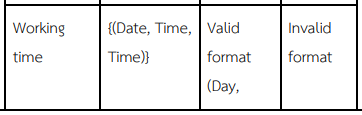 Working time
{(Date, Time, Time)}
Valid format (Day,
Invalid format